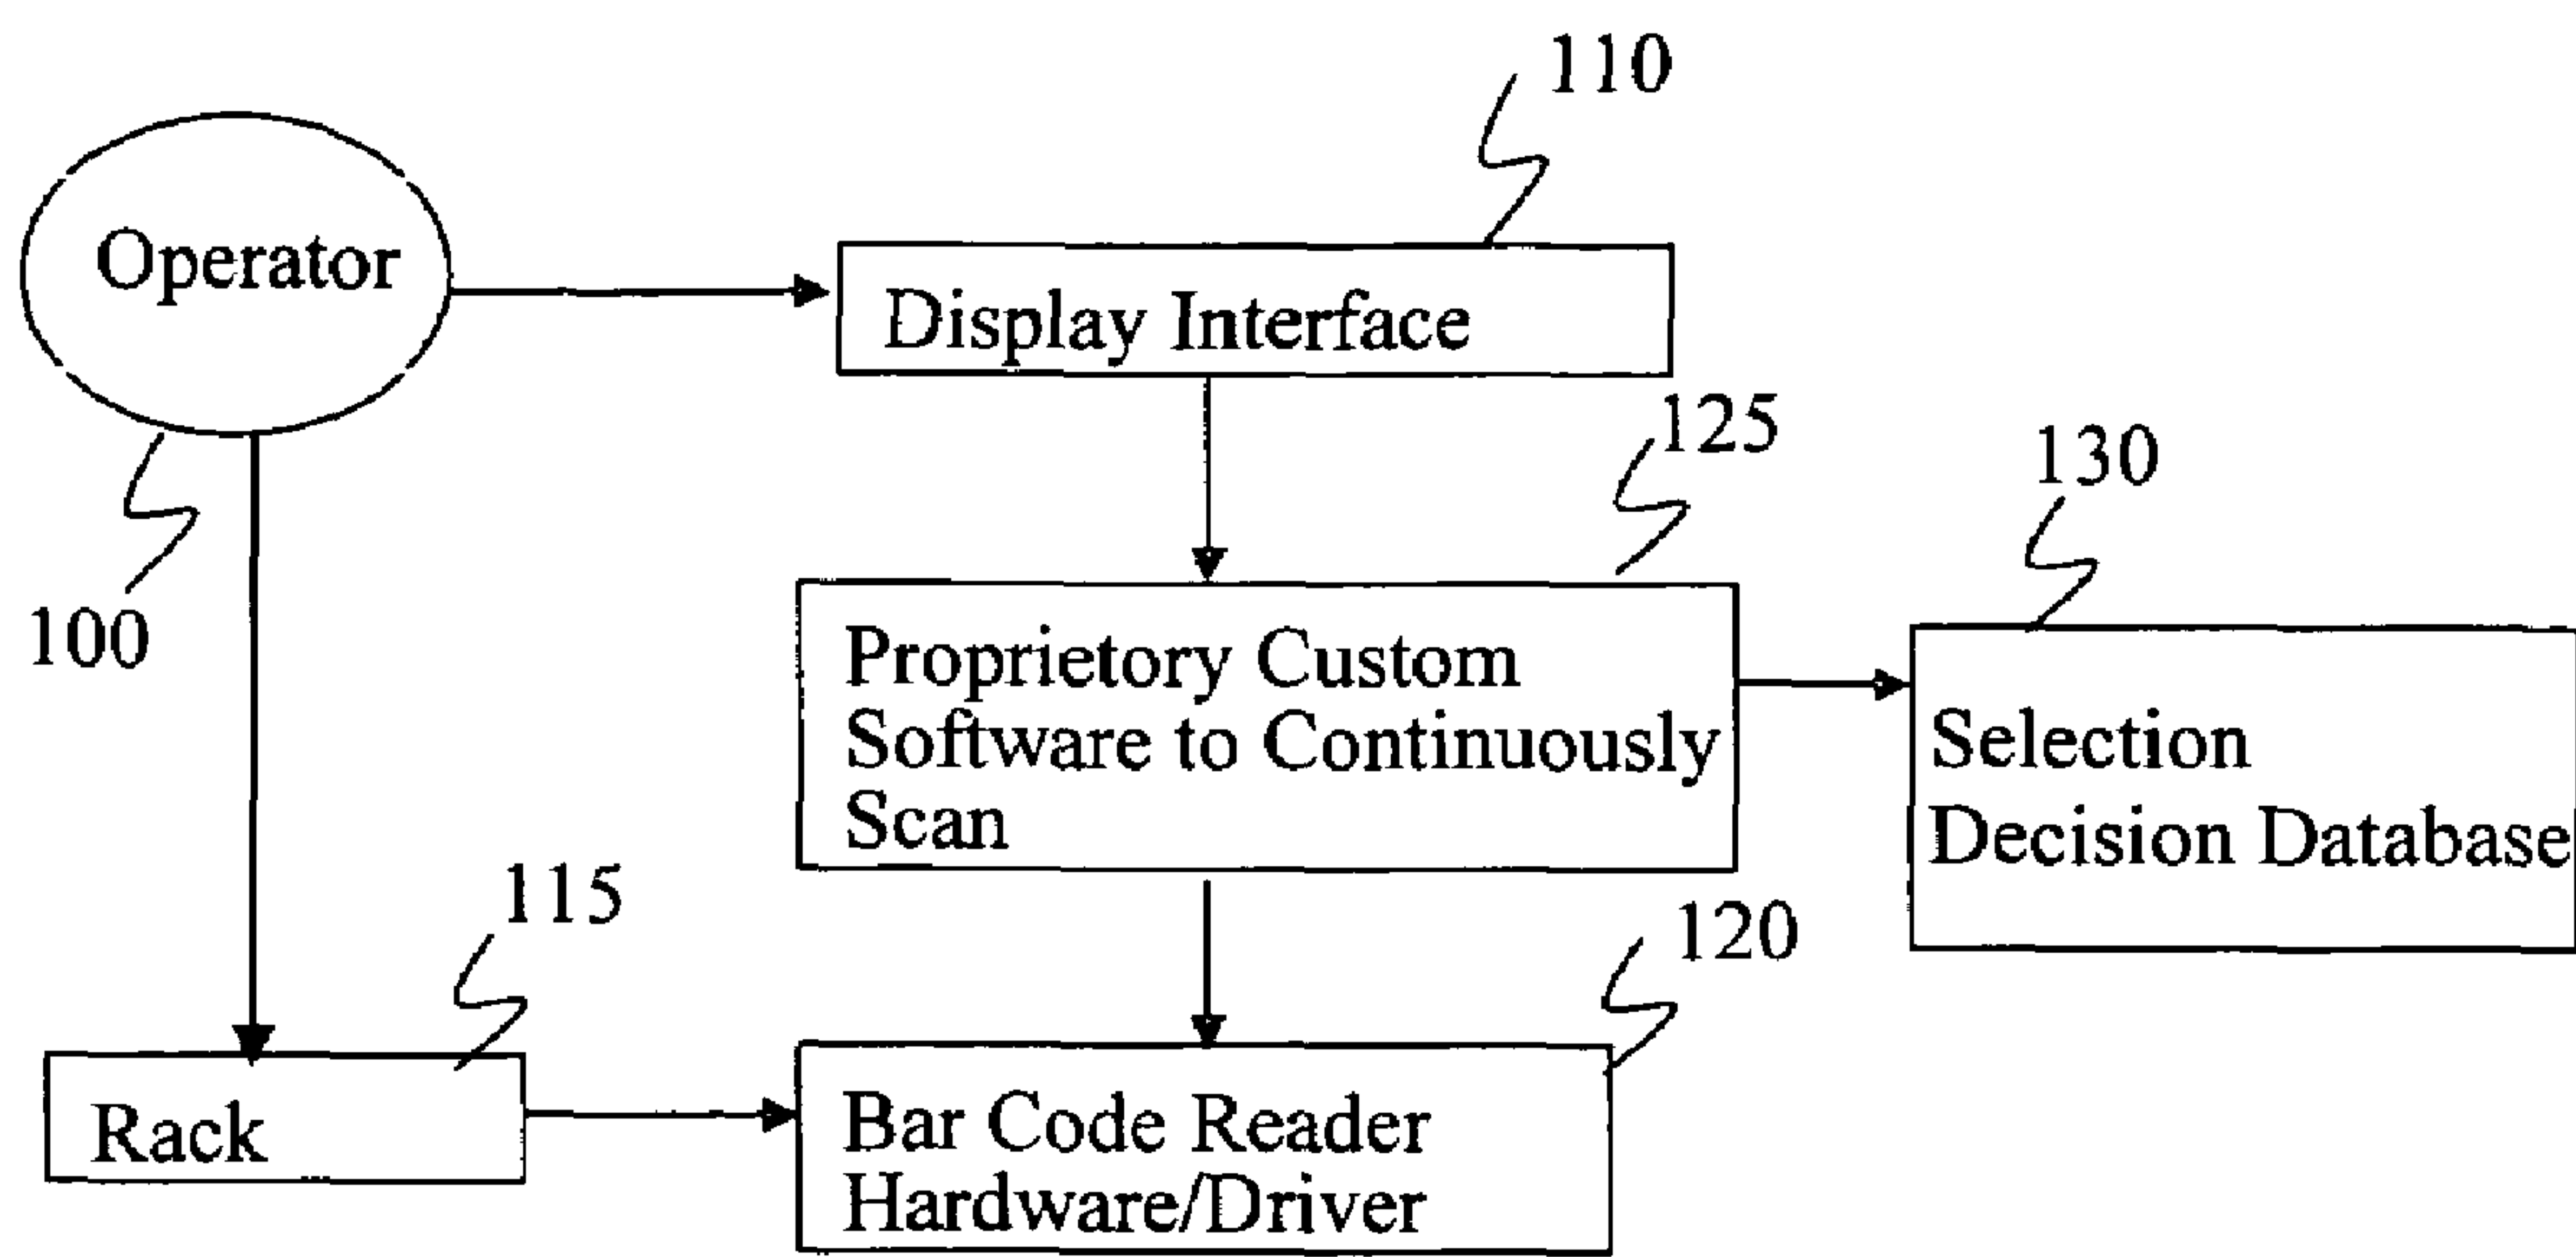 110
Operator
Display Interface
125
130
100
Proprietory Custom
Software to Continuously
Scan
Selection
Decision Database
115
120
Rack
Bar Code Reader
Hardware/Driver